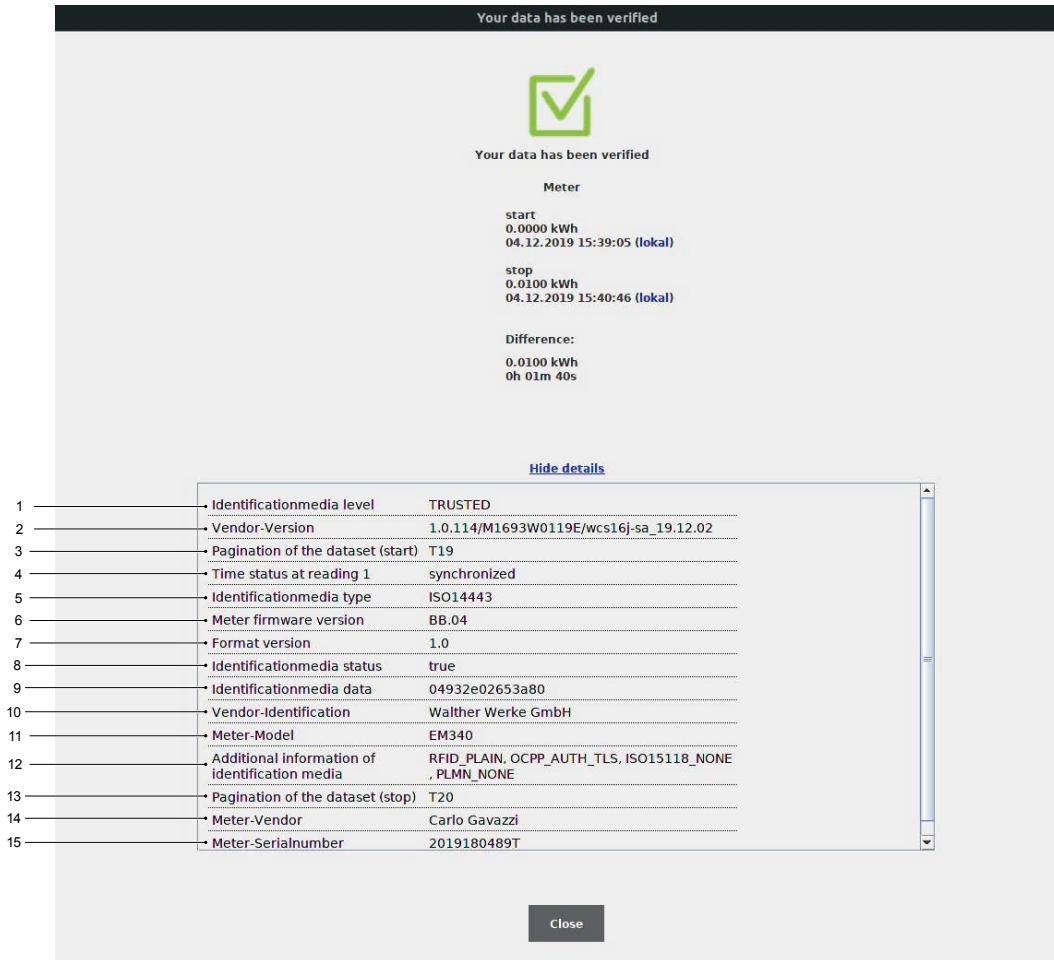 Your data has been verified
Your data has been verified
Meter
start
0.0000 kWh
04.12.2019 15:39:05 (lokal)
stop
0.0100 kWh
04.12.2019 15:40:46 (lokal)
Difference:
0.0100 kWh
0h 01m 40s
Hide details
1 Identificationmedia level TRUSTED
2 Vendor-Version 1.0.114/M1693W0119E/wcs16j-sa_19.12.02
3 Pagination of the dataset (start) T19
4 Time status at reading 1 synchronized
5 Identificationmedia type ISO14443
6 Meter firmware version BB.04
7 Format version 1.0
8 Identificationmedia status true
9 Identificationmedia data 04932e02653a80
10 Vendor-Identification Walther Werke GmbH
11 Meter-Model EM340
12 Additional information of RFID_PLAIN, OCPP_AUTH_TLS, ISO15118_NONE
identification media , PLMN_NONE
13 Pagination of the dataset (stop) T20
14 Meter-Vendor Carlo Gavazzi
15 Meter-Serialnumber 2019180489T
Close